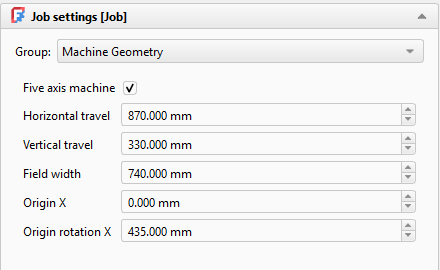 Job settings [Job]
Group: Machine Geometry
Five axis machine
Horizontal travel 870.000 mm
Vertical travel 330.000 mm
Field width 740.000 mm
Origin X 0.000 mm
Origin rotation X 435.000 mm